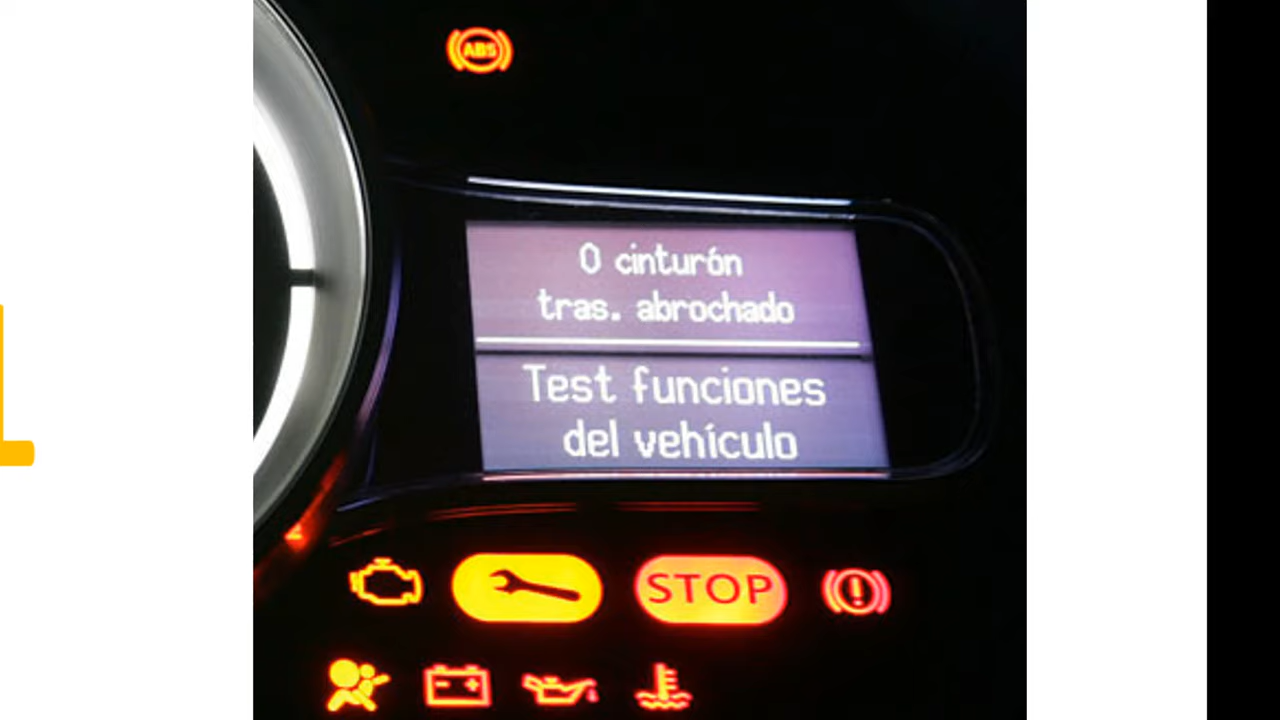 ABS
0 cinturón
tras. abrochado
Test funciones
del vehículo
STOP